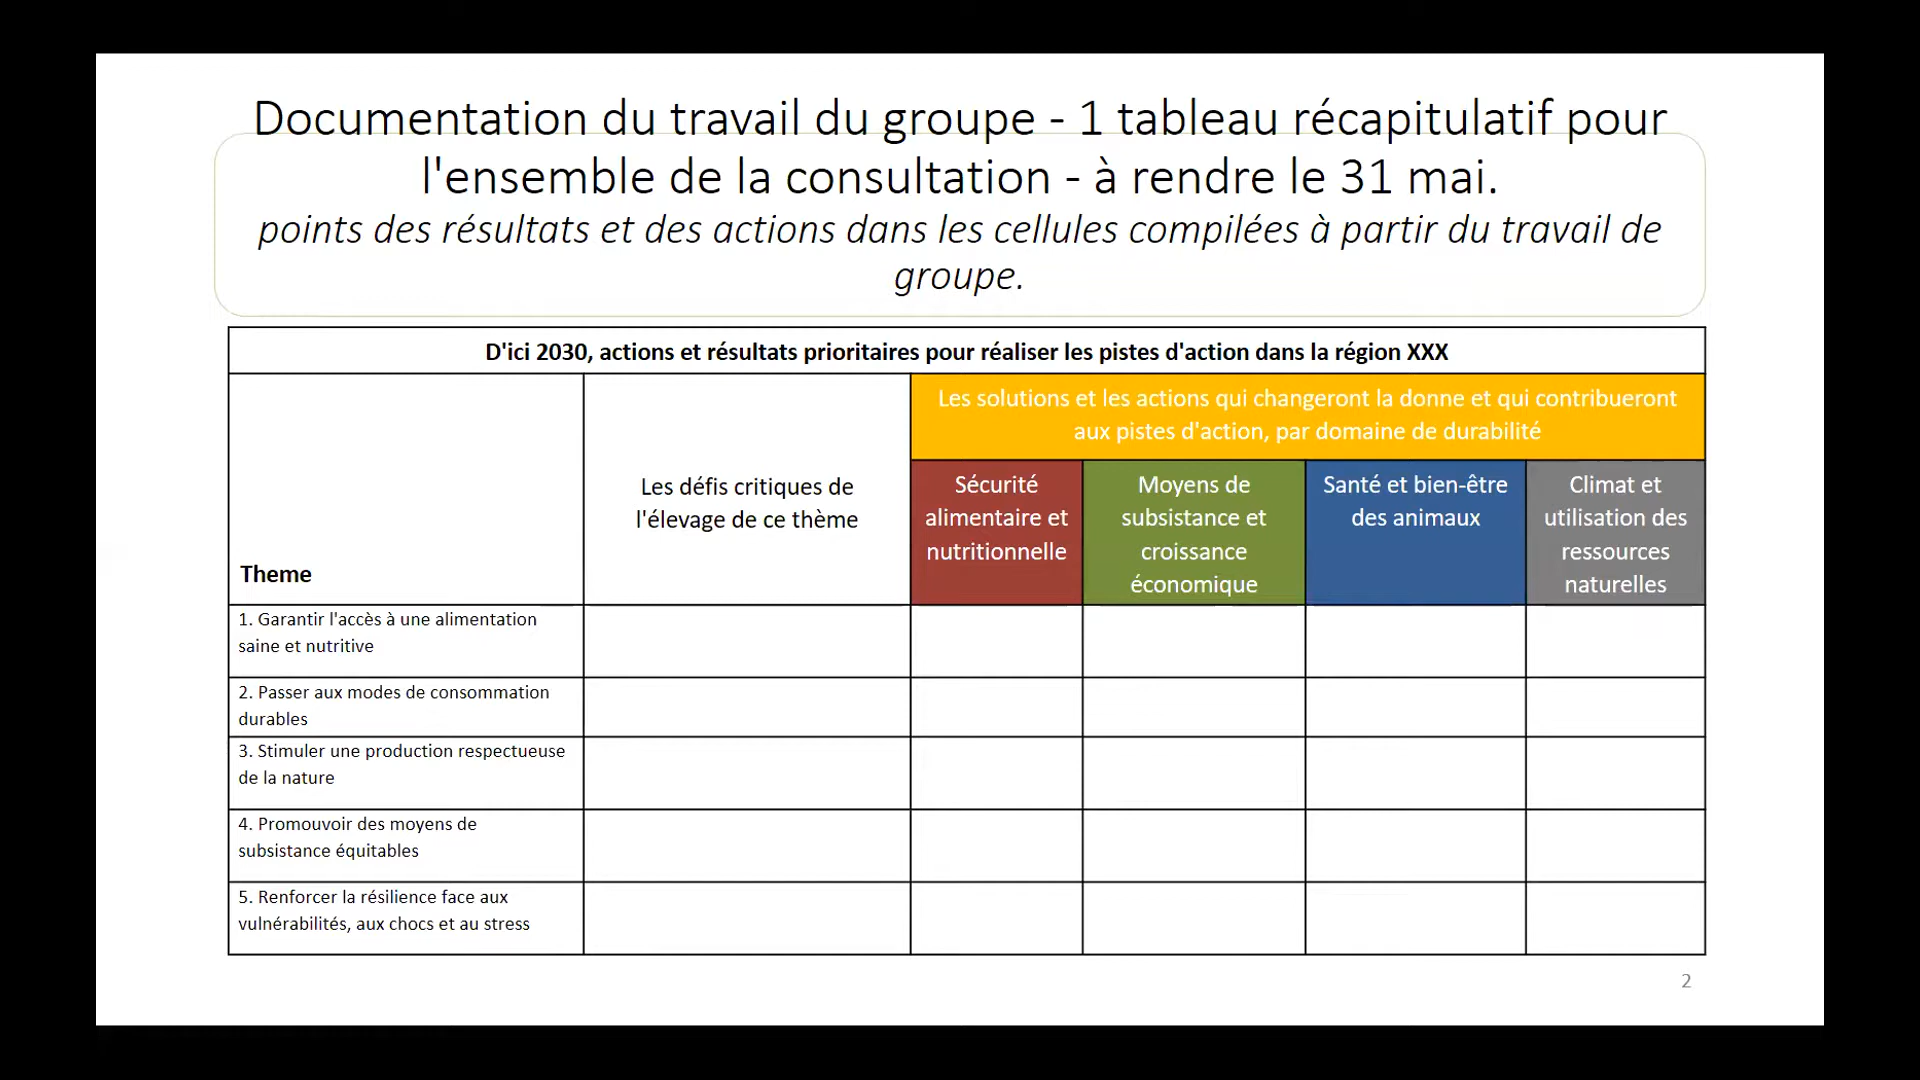 Documentation du travail du groupe - 1 tableau récapitulatif pour
l'ensemble de la consultation - à rendre le 31 mai.
points des résultats et des actions dans les cellules compilées à partir du travail de
groupe.
D'ici 2030, actions et résultats prioritaires pour réaliser les pistes d'action dans la région XXX
Theme
Les défis critiques de
l'élevage de ce thème
Les solutions et les actions qui changeront la donne et qui contribueront
aux pistes d'action, par domaine de durabilité
Sécurité
alimentaire et
nutritionnelle
Moyens de
subsistance et
croissance
économique
Santé et bien-être
des animaux
Climat et
utilisation des
ressources
naturelles
1. Garantir l'accès à une alimentation
saine et nutritive
2. Passer aux modes de consommation
durables
3. Stimuler une production respectueuse
de la nature
4. Promouvoir des moyens de
subsistance équitables
5. Renforcer la résilience face aux
vulnérabilités, aux chocs et au stress
2